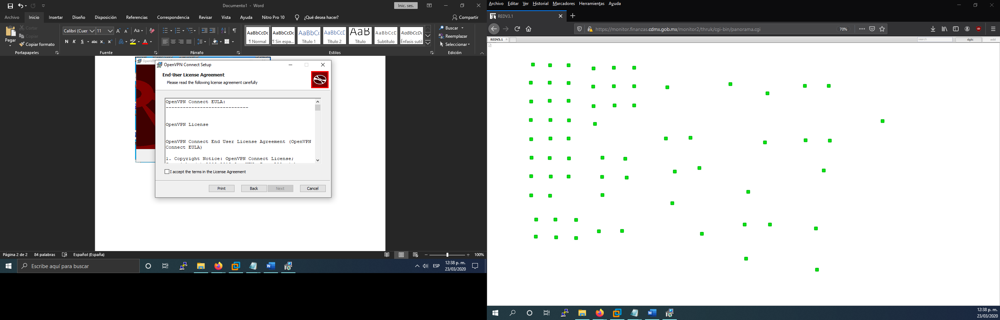 Documento1 - Word
Inic. ses.
Archivo Inicio Insertar Diseño Disposición Referencias Correspondencia Revisar Vista Ayuda Nitro Pro 10 ¿Qué desea hacer? Compartir
Pegar
Cortar
Copiar
Copiar formato
Portapapeles
Calibri (Cuer 11
N K S abc x₂ x²
Fuente
Párrafo
AaBbCcDc AaBbCcDc AaBbCc AaBbCcD AaB AaBbCcD AaBbCcDc
¶ Normal ¶ Sin espa... Título 1 Título 2 Título Subtítulo Énfasis sutil
Estilos
Buscar
Reemplazar
Seleccionar
Edición
OpenVPN Connect Setup
End-User License Agreement
Please read the following license agreement carefully
OpenVPN Connect EULA:
-----------------------------
OpenVPN License
OpenVPN Connect End User License Agreement (OpenVPN
Connect EULA)
1. Copyright Notice: OpenVPN Connect License;
I accept the terms in the License Agreement
Print Back Next Cancel
Página 2 de 2 84 palabras Español (España) 100%
Escribe aquí para buscar
ESP
12:38 p. m.
23/03/2020
Archivo Editar Ver Historial Marcadores Herramientas Ayuda
REDV3.1
https://monitor.finanzas.cdmx.gob.mx/monitor2/thruk/cgi-bin/panorama.cgi 70%
REDV3.1 search dgtc add
12:38 p. m.
23/03/2020